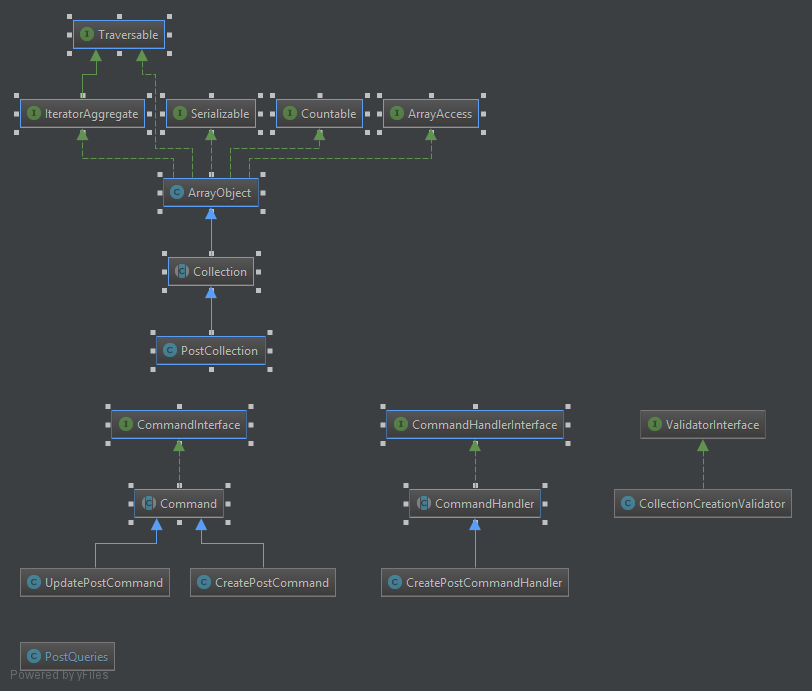 I Traversable
I IteratorAggregate
I Serializable
I Countable
I ArrayAccess
C ArrayObject
C Collection
C PostCollection
I CommandInterface
I CommandHandlerInterface
I ValidatorInterface
C Command
C CommandHandler
C CollectionCreationValidator
C UpdatePostCommand
C CreatePostCommand
C CreatePostCommandHandler
C PostQueries
Powered by yFiles